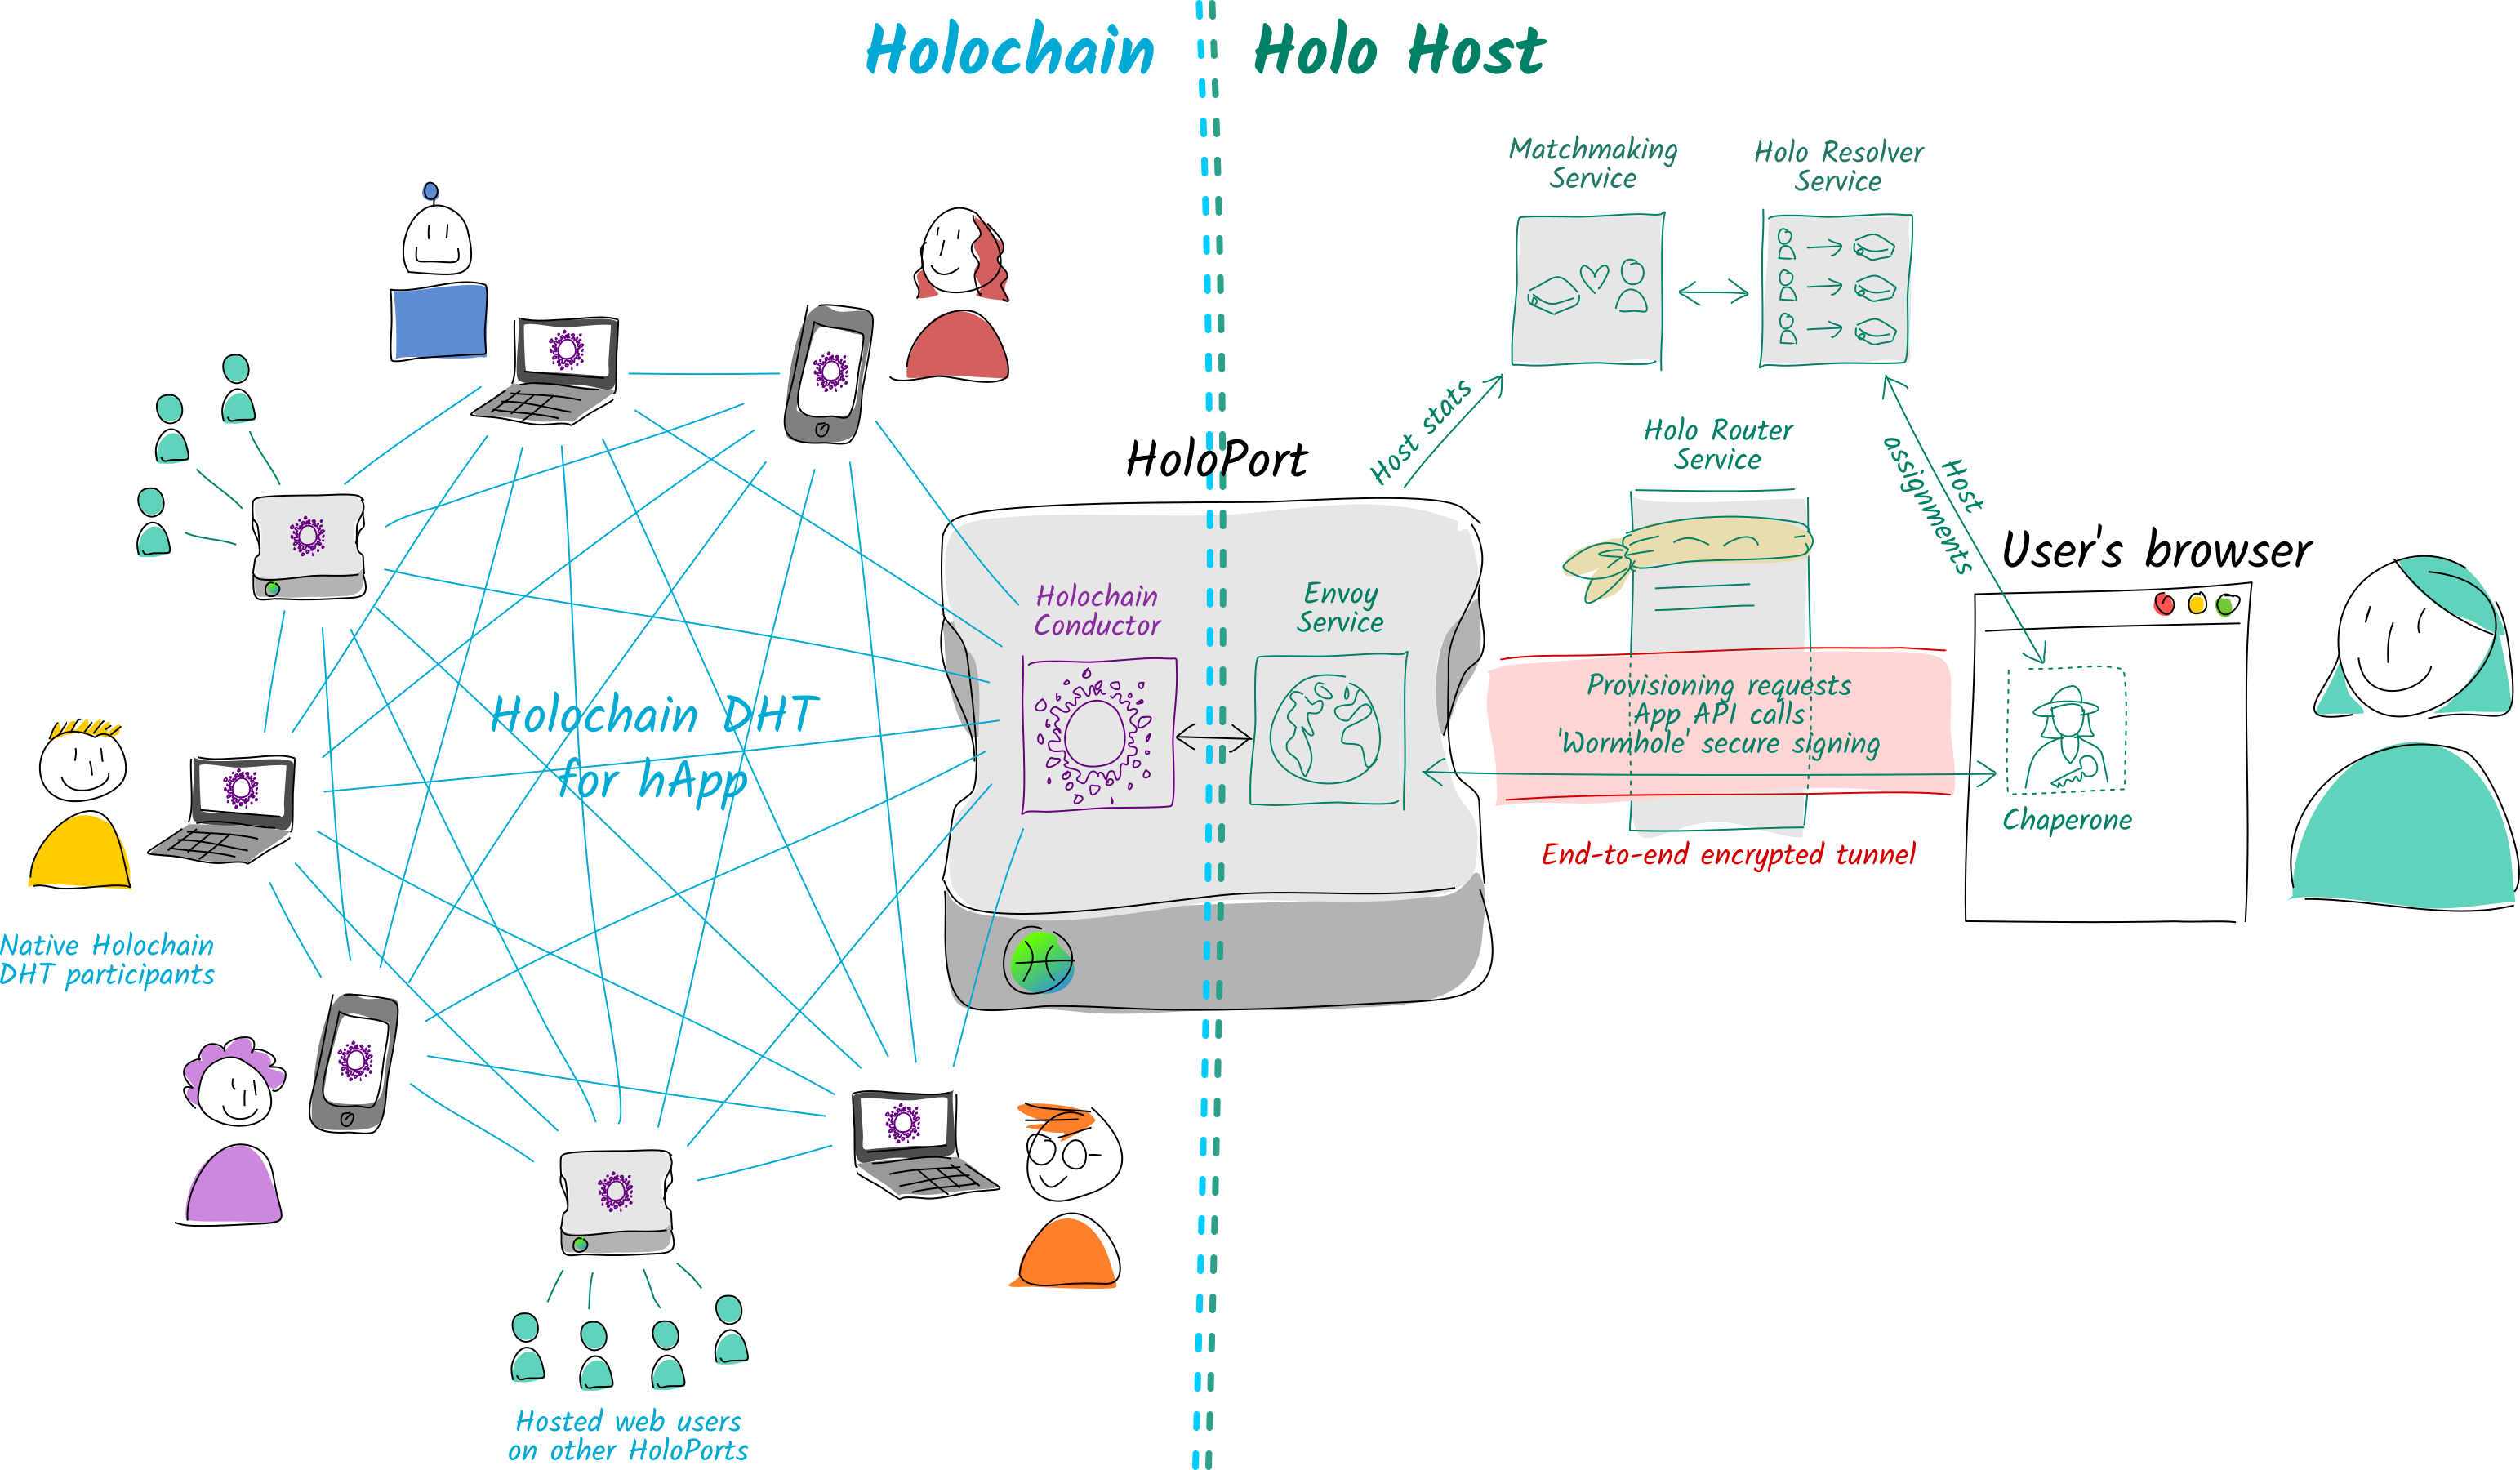 Holochain
Holo Host
Matchmaking
Service
Holo Resolver
Service
Host stats
Holo Router
Service
Host
assignments
HoloPort
User's browser
Holochain
Conductor
Envoy
Service
Provisioning requests
App API calls
'Wormhole' secure signing
Chaperone
End-to-end encrypted tunnel
Holochain DHT
for hApp
Native Holochain
DHT participants
Hosted web users
on other HoloPorts